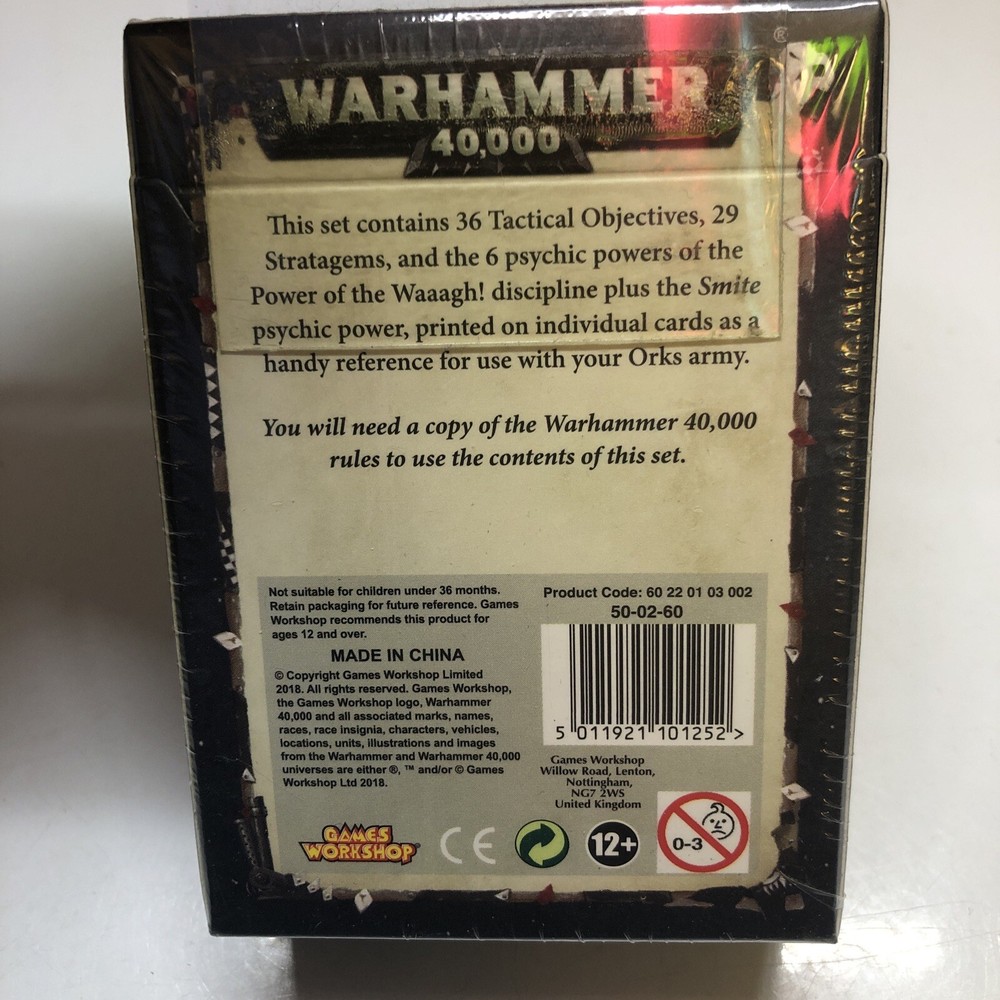 WARHAMMER
®
40,000
This set contains 36 Tactical Objectives, 29
Stratagems, and the 6 psychic powers of the
Power of the Waaagh! discipline plus the Smite
psychic power, printed on individual cards as a
handy reference for use with your Orks army.
You will need a copy of the Warhammer 40,000
rules to use the contents of this set.
Not suitable for children under 36 months.
Retain packaging for future reference. Games
Workshop recommends this product for
ages 12 and over.
MADE IN CHINA
© Copyright Games Workshop Limited
2018. All rights reserved. Games Workshop,
the Games Workshop logo, Warhammer
40,000 and all associated marks, names,
races, race insignia, characters, vehicles,
locations, units, illustrations and images
from the Warhammer and Warhammer 40,000
universes are either ®, ™ and/or © Games
Workshop Ltd 2018.
Product Code: 60 22 01 03 002
50-02-60
5 011921 101252 >
Games Workshop
Willow Road, Lenton,
Nottingham,
NG7 2WS
United Kingdom
GAMES
WORKSHOP®
CE
12+
0-3